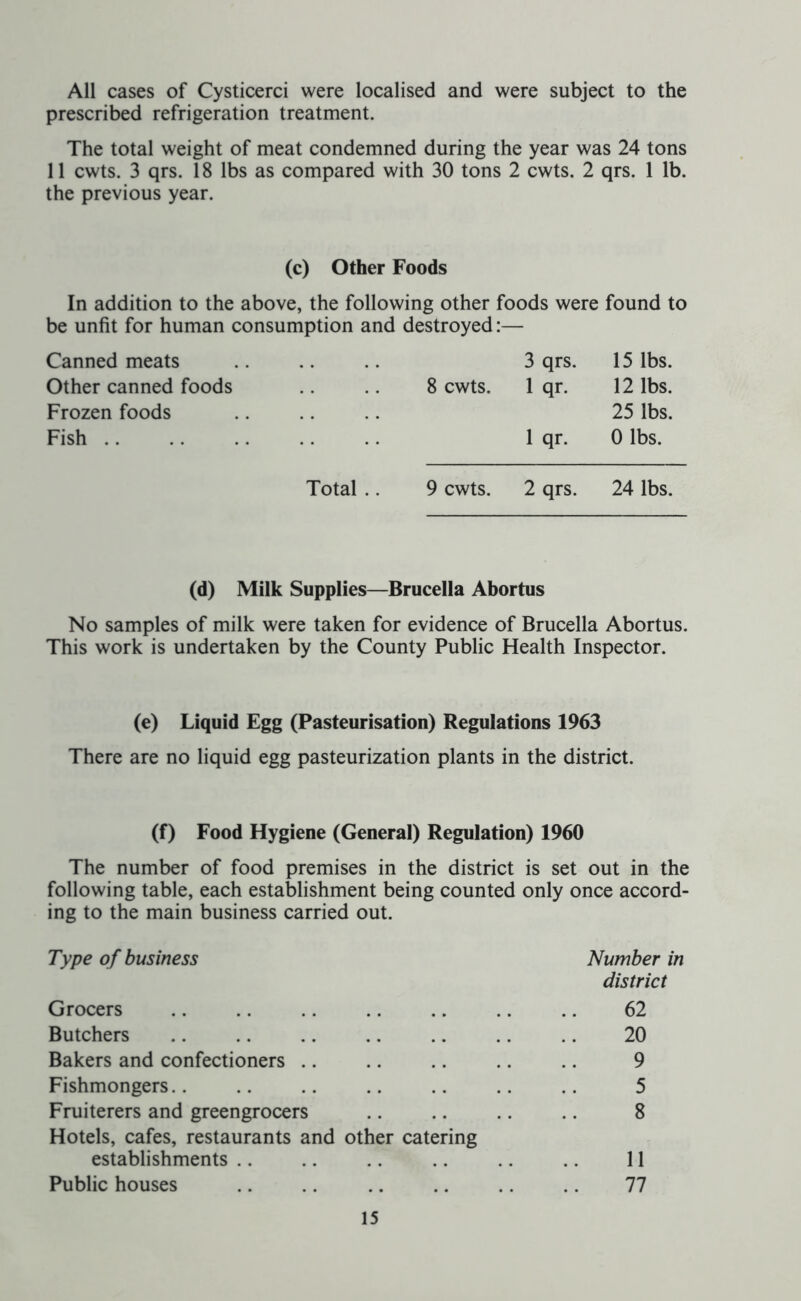 All cases of Cysticerci were localised and were subject to the
prescribed refrigeration treatment.
The total weight of meat condemned during the year was 24 tons
11 cwts. 3 qrs. 18 lbs as compared with 30 tons 2 cwts. 2 qrs. 1 lb.
the previous year.
(c) Other Foods
In addition to the above, the following other foods were found to
be unfit for human consumption and destroyed:—
Canned meats .. .. .. 3 qrs. 15 lbs.
Other canned foods .. .. 8 cwts. 1 qr. 12 lbs.
Frozen foods .. .. .. 25 lbs.
Fish .. .. .. .. .. 1 qr. 0 lbs.
Total .. 9 cwts. 2 qrs. 24 lbs.
(d) Milk Supplies—Brucella Abortus
No samples of milk were taken for evidence of Brucella Abortus.
This work is undertaken by the County Public Health Inspector.
(e) Liquid Egg (Pasteurisation) Regulations 1963
There are no liquid egg pasteurization plants in the district.
(f) Food Hygiene (General) Regulation) 1960
The number of food premises in the district is set out in the
following table, each establishment being counted only once accord-
ing to the main business carried out.
Type of business Number in
district
Grocers .. .. .. .. .. .. .. 62
Butchers .. .. .. .. .. .. .. 20
Bakers and confectioners .. .. .. .. .. 9
Fishmongers .. .. .. .. .. .. .. 5
Fruiterers and greengrocers .. .. .. .. 8
Hotels, cafes, restaurants and other catering
establishments .. .. .. .. .. .. 11
Public houses .. .. .. .. .. .. 77
15